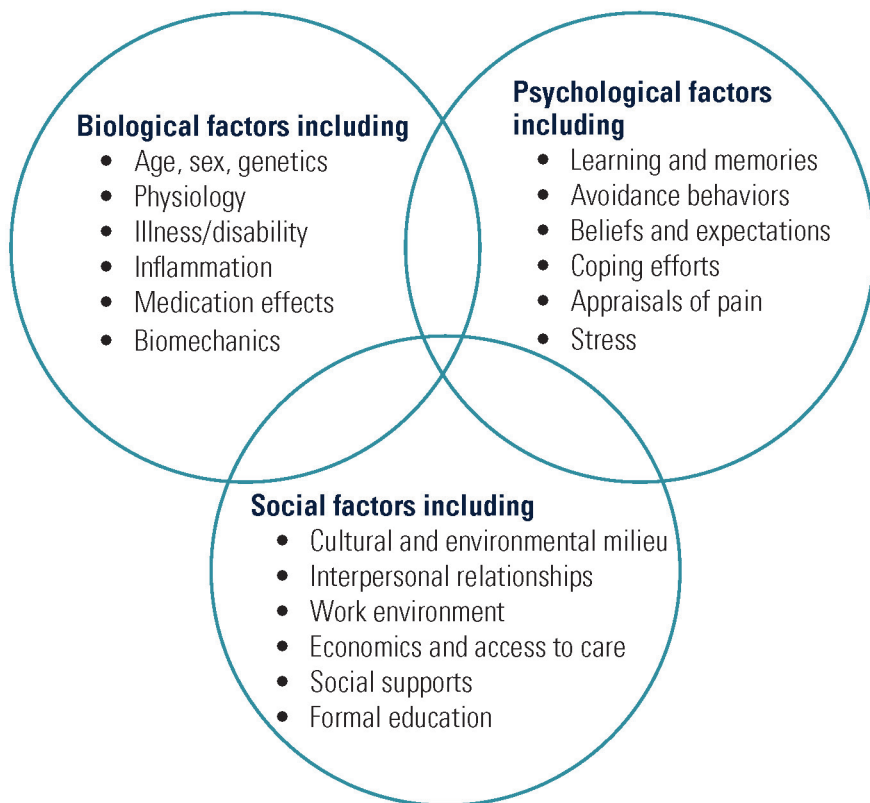 Biological factors including
• Age, sex, genetics
• Physiology
• Illness/disability
• Inflammation
• Medication effects
• Biomechanics
Psychological factors
including
• Learning and memories
• Avoidance behaviors
• Beliefs and expectations
• Coping efforts
• Appraisals of pain
• Stress
Social factors including
• Cultural and environmental milieu
• Interpersonal relationships
• Work environment
• Economics and access to care
• Social supports
• Formal education